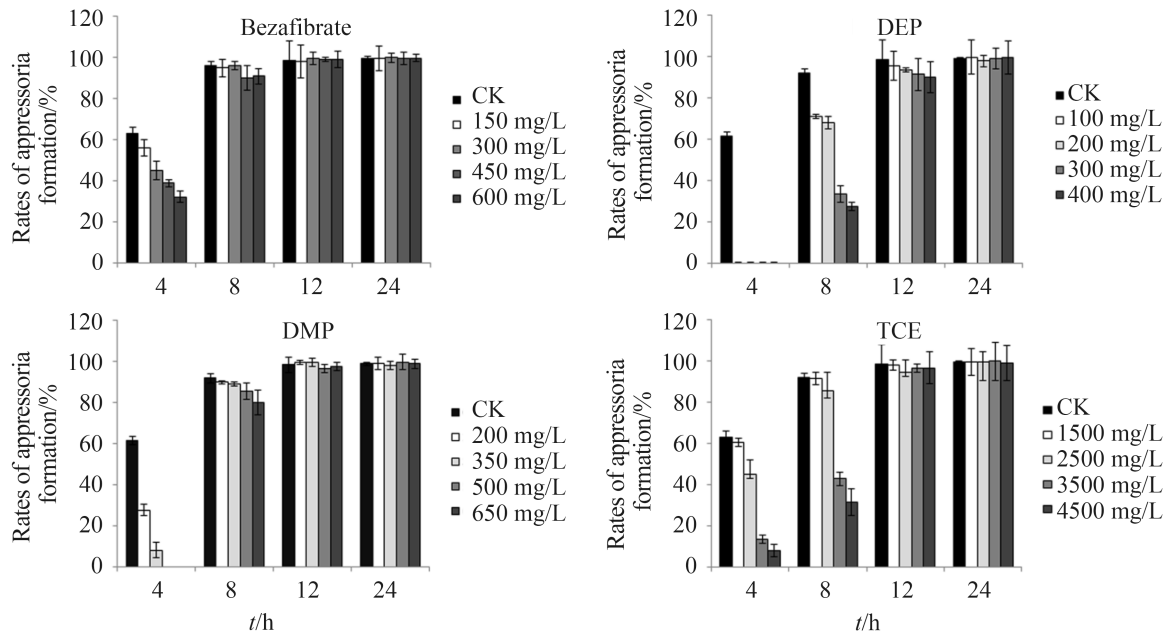 Bezafibrate
Rates of appressoria
formation/%
120
100
80
60
40
20
0
4 8 12 24
CK
150 mg/L
300 mg/L
450 mg/L
600 mg/L
DEP
Rates of appressoria
formation/%
120
100
80
60
40
20
0
4 8 12 24
CK
100 mg/L
200 mg/L
300 mg/L
400 mg/L
DMP
Rates of appressoria
formation/%
120
100
80
60
40
20
0
4 8 12 24
t/h
CK
200 mg/L
350 mg/L
500 mg/L
650 mg/L
TCE
Rates of appressoria
formation/%
120
100
80
60
40
20
0
4 8 12 24
t/h
CK
1500 mg/L
2500 mg/L
3500 mg/L
4500 mg/L